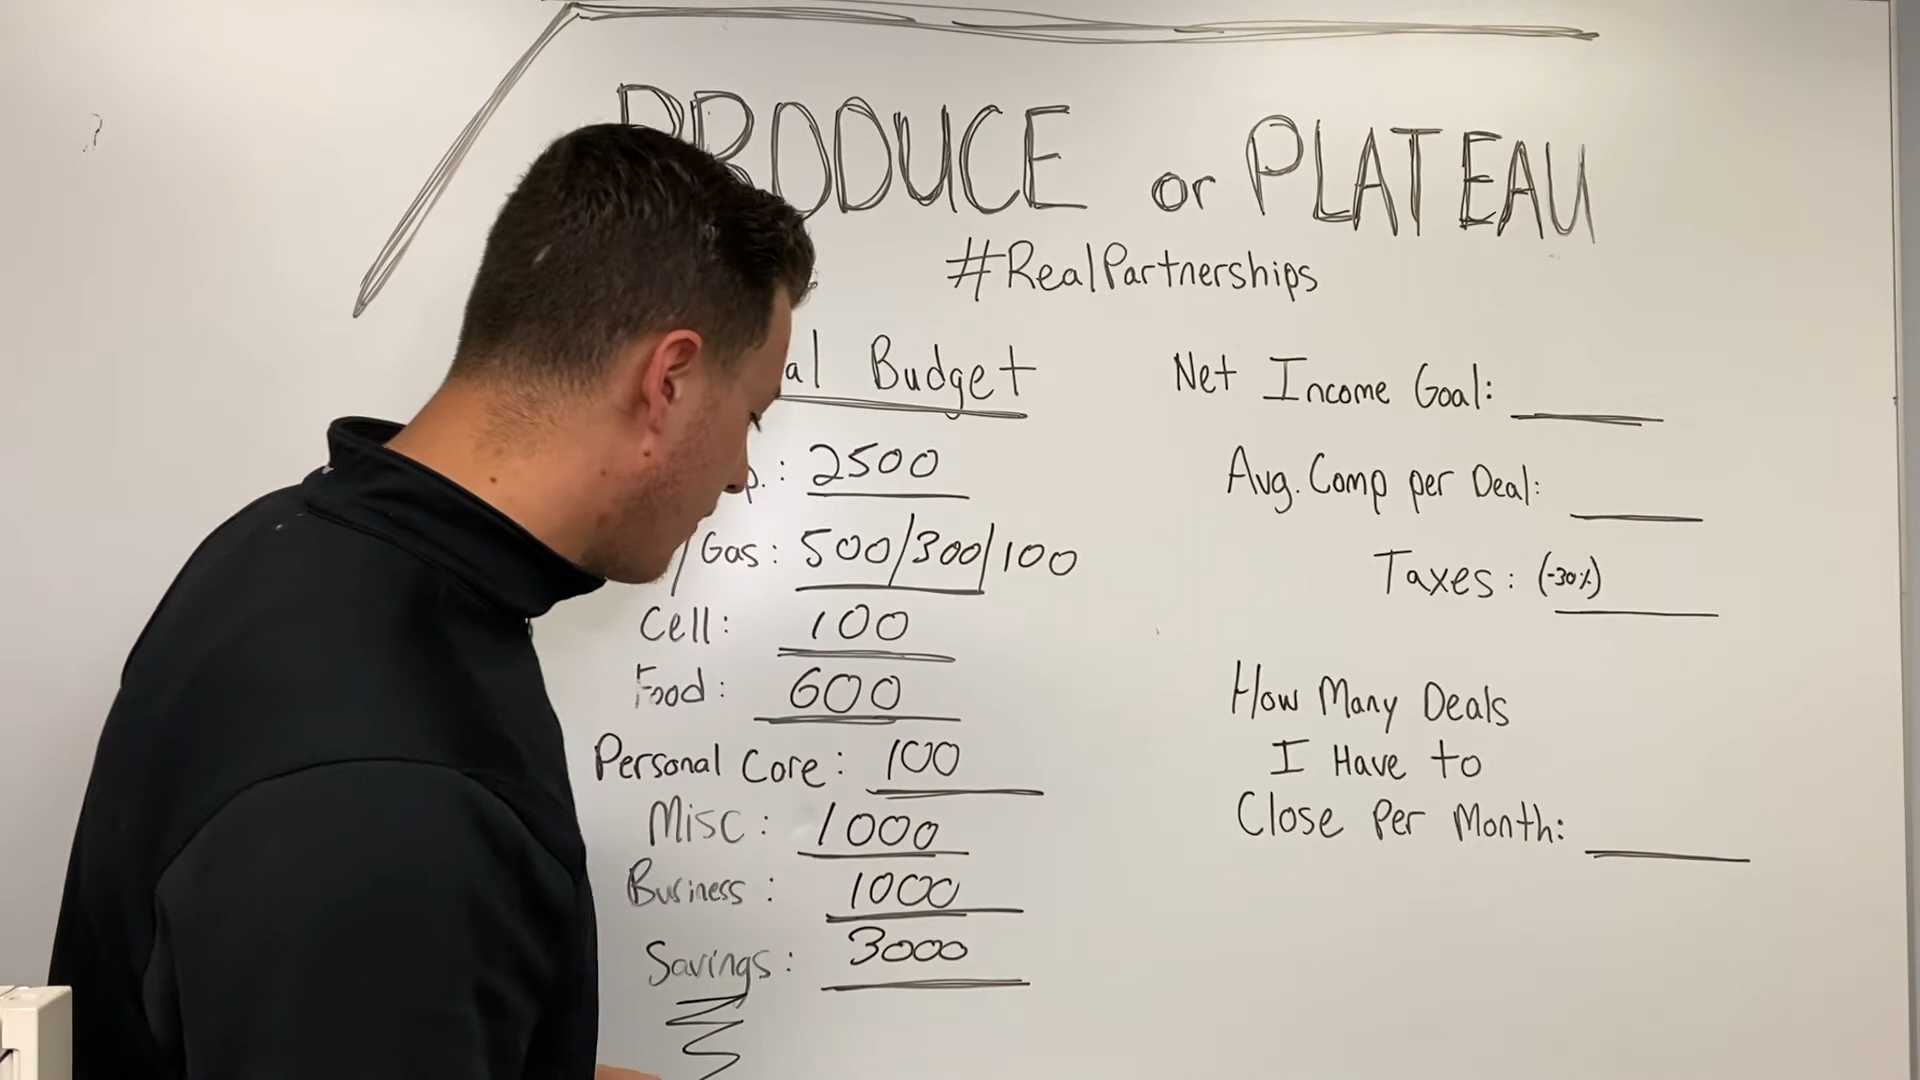 PRODUCE or PLATEAU
#RealPartnerships
al Budget
p.: 2500
/Gas: 500/300/100
Cell: 100
Food: 600
Personal Core: 100
Misc: 1000
Business: 1000
Savings: 3000
Net Income Goal:
Avg. Comp per Deal:
Taxes: (-30%)
How Many Deals
I Have to
Close Per Month: